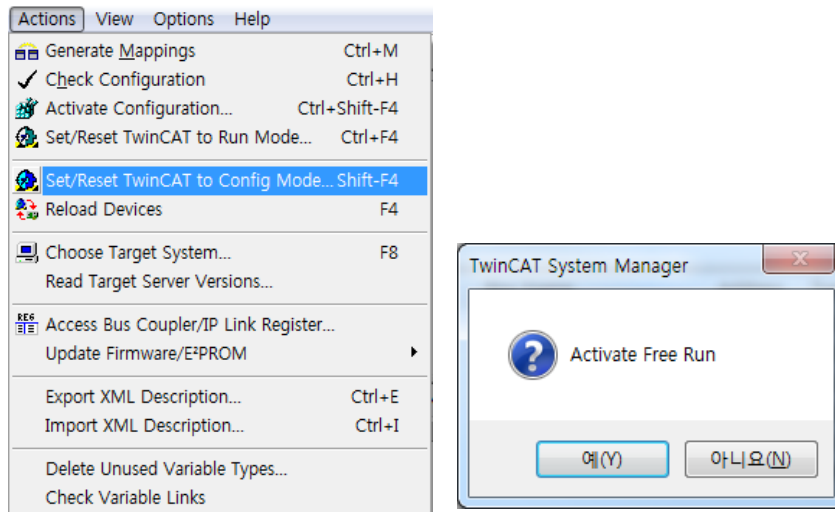 Actions View Options Help
Generate Mappings Ctrl+M
Check Configuration Ctrl+H
Activate Configuration... Ctrl+Shift-F4
Set/Reset TwinCAT to Run Mode... Ctrl+F4
Set/Reset TwinCAT to Config Mode... Shift-F4
Reload Devices F4
Choose Target System... F8
Read Target Server Versions...
REG Access Bus Coupler/IP Link Register...
Update Firmware/E²PROM
Export XML Description... Ctrl+E
Import XML Description... Ctrl+I
Delete Unused Variable Types...
Check Variable Links
TwinCAT System Manager
Activate Free Run
예(Y) 아니요(N)